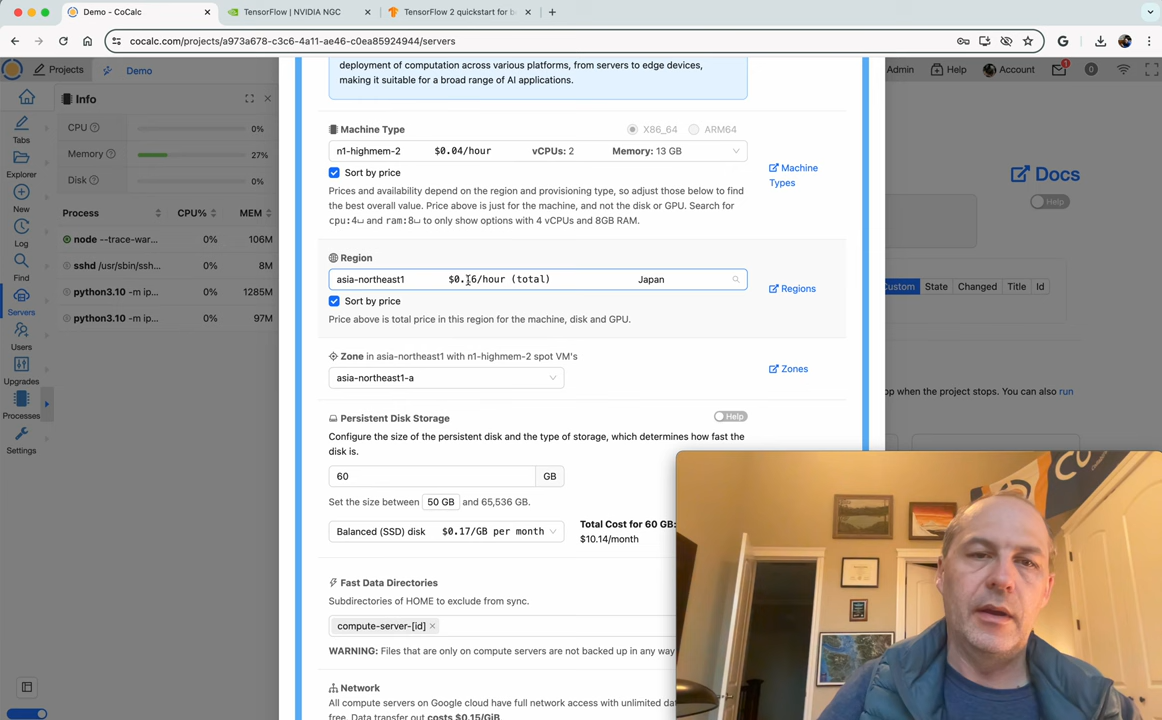 Demo - CoCalc
TensorFlow | NVIDIA NGC
TensorFlow 2 quickstart for b
cocalc.com/projects/a973a678-c3c6-4a11-ae46-c0ea85924944/servers
Projects
Demo
Admin
Help
Account
1
0
Info
Tabs
Explorer
New
Log
Find
Servers
Users
Upgrades
Processes
Settings
CPU
0%
Memory
27%
Disk
0%
Process
CPU%
MEM
node --trace-war...
0%
106M
sshd /usr/sbin/ssh...
0%
8M
python3.10 -m ip...
0%
1285M
python3.10 -m ip...
0%
97M
deployment of computation across various platforms, from servers to edge devices,
making it suitable for a broad range of AI applications.
Machine Type
X86_64
ARM64
n1-highmem-2 $0.04/hour vCPUs: 2 Memory: 13 GB
Sort by price
Machine
Types
Prices and availability depend on the region and provisioning type, so adjust those below to find
the best overall value. Price above is just for the machine, and not the disk or GPU. Search for
cpu:4␣ and ram:8␣ to only show options with 4 vCPUs and 8GB RAM.
Region
asia-northeast1 /hour (total) Japan
Sort by price
Regions
Price above is total price in this region for the machine, disk and GPU.
Zone in asia-northeast1 with n1-highmem-2 spot VM's
asia-northeast1-a
Zones
Persistent Disk Storage
Help
Configure the size of the persistent disk and the type of storage, which determines how fast the
disk is.
60
GB
Set the size between 50 GB and 65,536 GB.
Balanced (SSD) disk $0.17/GB per month
Total Cost for 60 GB:
$10.14/month
Fast Data Directories
Subdirectories of HOME to exclude from sync.
compute-server-[id]
WARNING: Files that are only on compute servers are not backed up in any way
Network
All compute servers on Google cloud have full network access with unlimited da
free. Data transfer out costs $0.15/GiB
Docs
Help
Custom
State
Changed
Title
Id
op when the project stops. You can also run